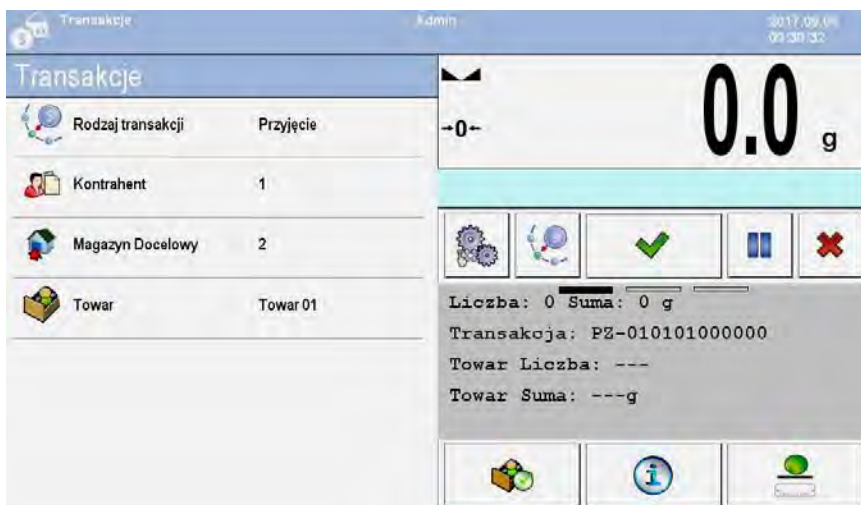 Transakcje
Admin
Transakcje
Rodzaj transakcji Przyjęcie
Kontrahent 1
Magazyn Docelowy 2
Towar Towar 01
→0←
0.0 g
Liczba: 0 Suma: 0 g
Transakcja: PZ-010101000000
Towar Liczba: ---
Towar Suma: ---g